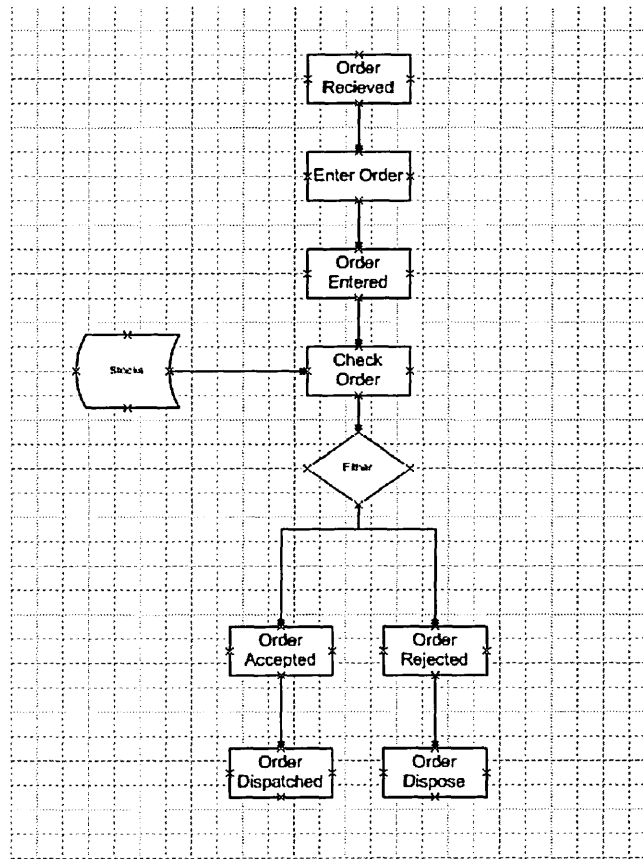 Order
Recieved
Enter Order
Order
Entered
Check
Order
Stocks
Either
Order
Accepted
Order
Rejected
Order
Dispatched
Order
Dispose